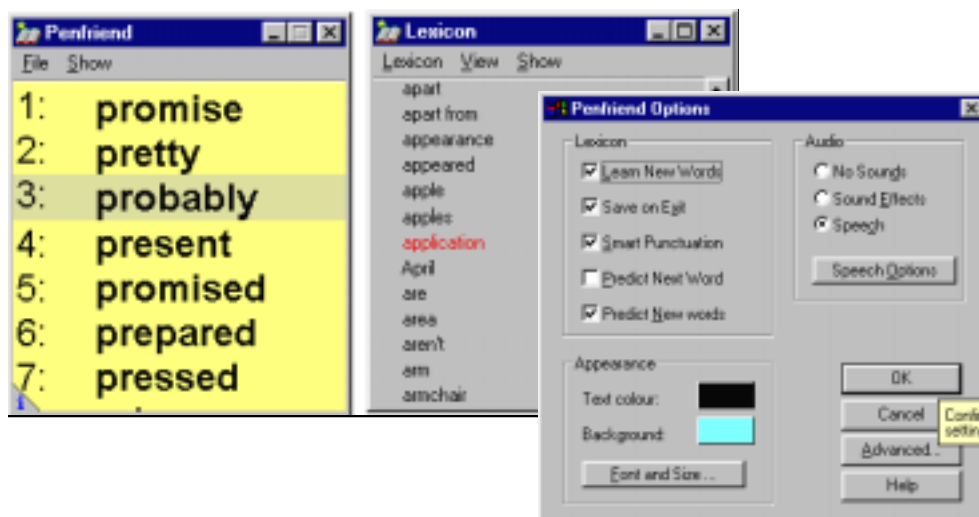 Penfriend
File Show
1: promise
2: pretty
3: probably
4: present
5: promised
6: prepared
7: pressed
Lexicon
Lexicon View Show
apart
apart from
appearance
appeared
apple
apples
application
April
are
area
aren't
arm
armchair
Penfriend Options
Lexicon
Learn New Words
Save on Exit
Smart Punctuation
Predict Next Word
Predict New words
Audio
No Sounds
Sound Effects
Speech
Speech Options
Appearance
Text colour:
Background:
Font and Size...
OK
Cancel
Advanced...
Help